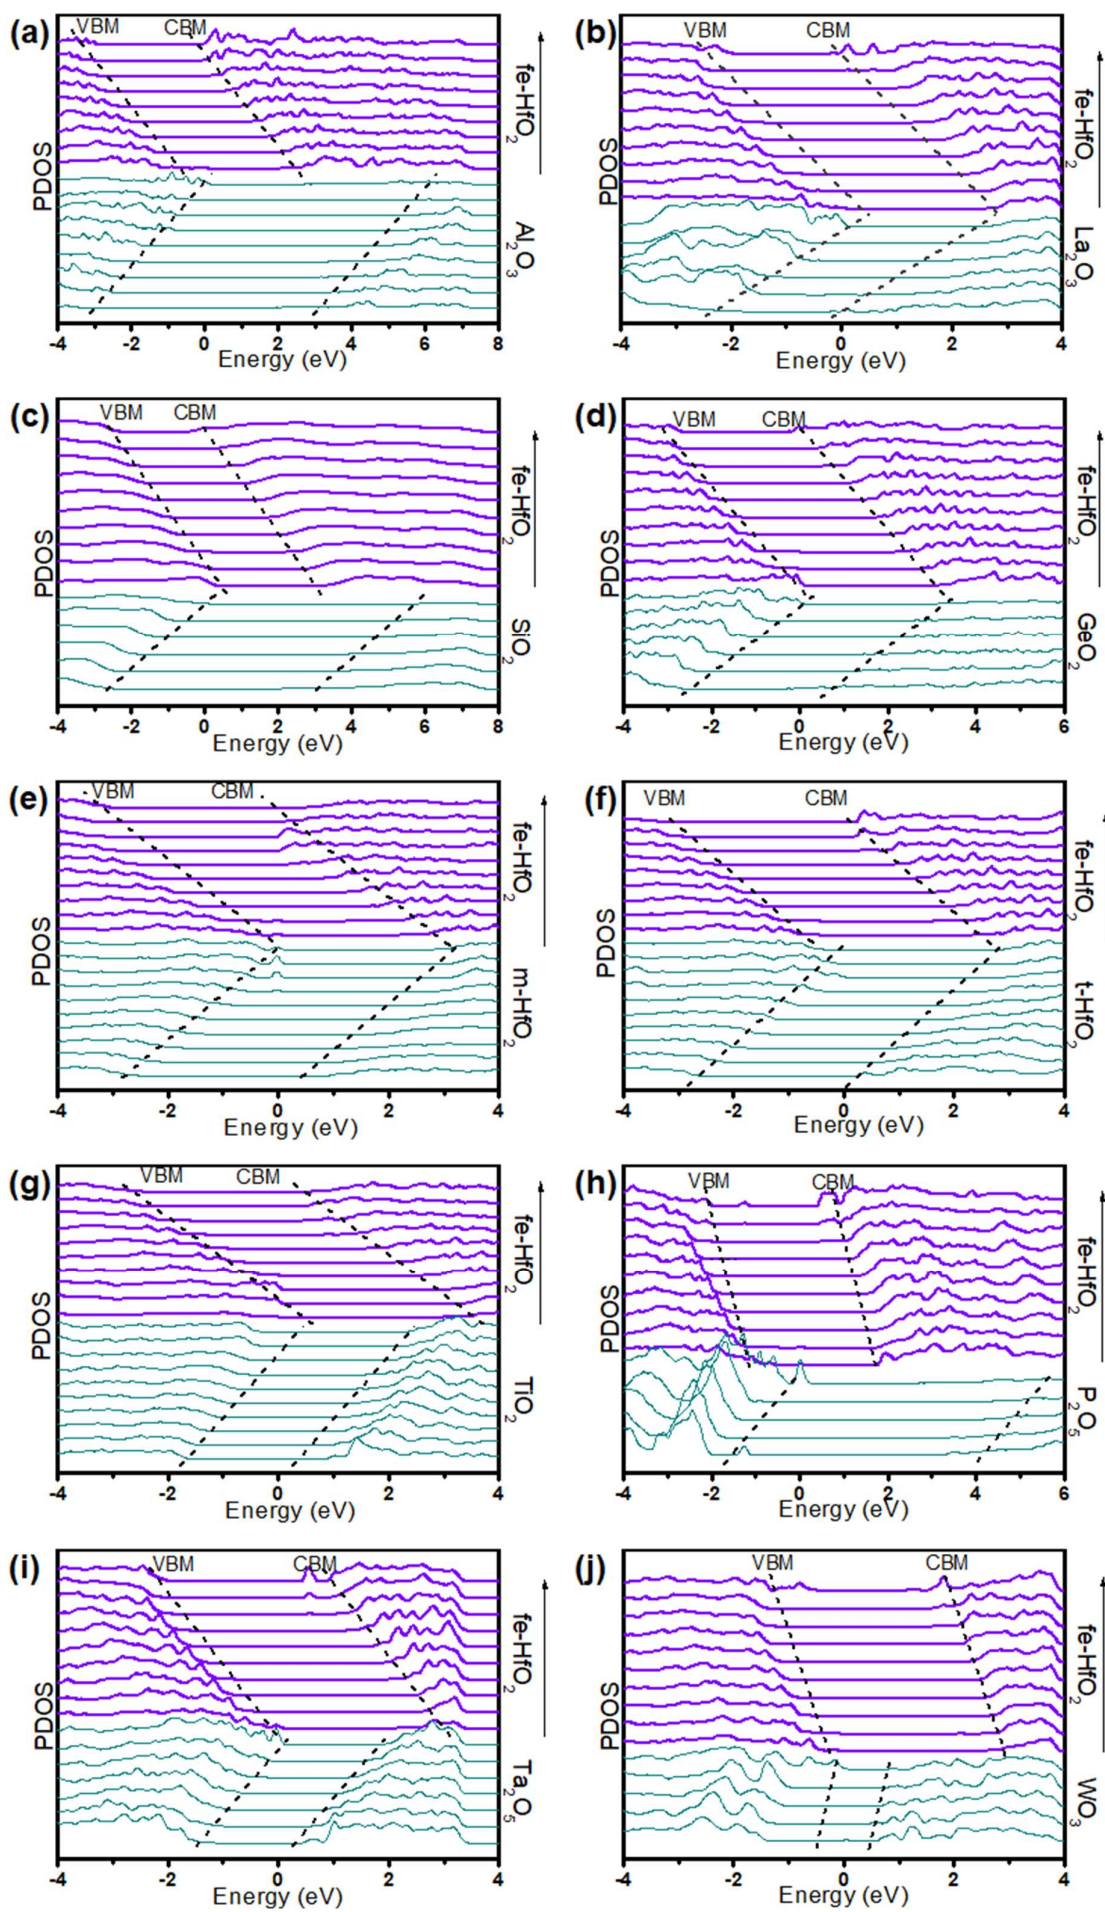 (a)
VBM
CBM
PDOS
fe-HfO2
Al2O3
-4 -2 0 2 4 6 8
Energy (eV)
(b)
VBM
CBM
fe-HfO2
La2O3
-4 -2 0 2 4
Energy (eV)
(c)
VBM
CBM
PDOS
fe-HfO2
SiO2
-4 -2 0 2 4 6 8
Energy (eV)
(d)
VBM
CBM
PDOS
fe-HfO2
GeO2
-4 -2 0 2 4 6
Energy (eV)
(e)
VBM
CBM
PDOS
fe-HfO2
m-HfO2
-4 -2 0 2 4
Energy (eV)
(f)
VBM
CBM
PDOS
fe-HfO2
t-HfO2
-4 -2 0 2 4
Energy (eV)
(g)
VBM
CBM
PDOS
fe-HfO2
TiO2
-4 -2 0 2 4
Energy (eV)
(h)
VBM
CBM
PDOS
fe-HfO2
P2O5
-4 -2 0 2 4 6
Energy (eV)
(i)
VBM
CBM
PDOS
fe-HfO2
Ta2O5
-4 -2 0 2 4
Energy (eV)
(j)
VBM
CBM
PDOS
fe-HfO2
WO3
-4 -2 0 2 4
Energy (eV)